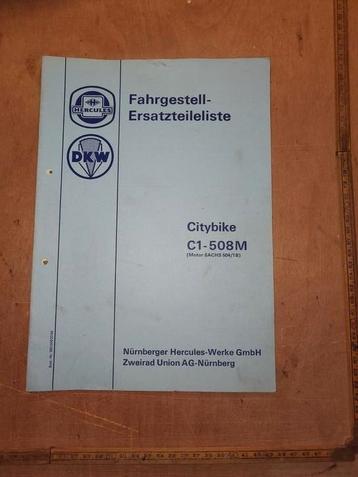 HERCULES
DKW
Fahrgestell-
Ersatzteileliste
Citybike
C1-508M
(Motor SACHS 504/1B)
Nürnberger Hercules-Werke GmbH
Zweirad Union AG-Nürnberg